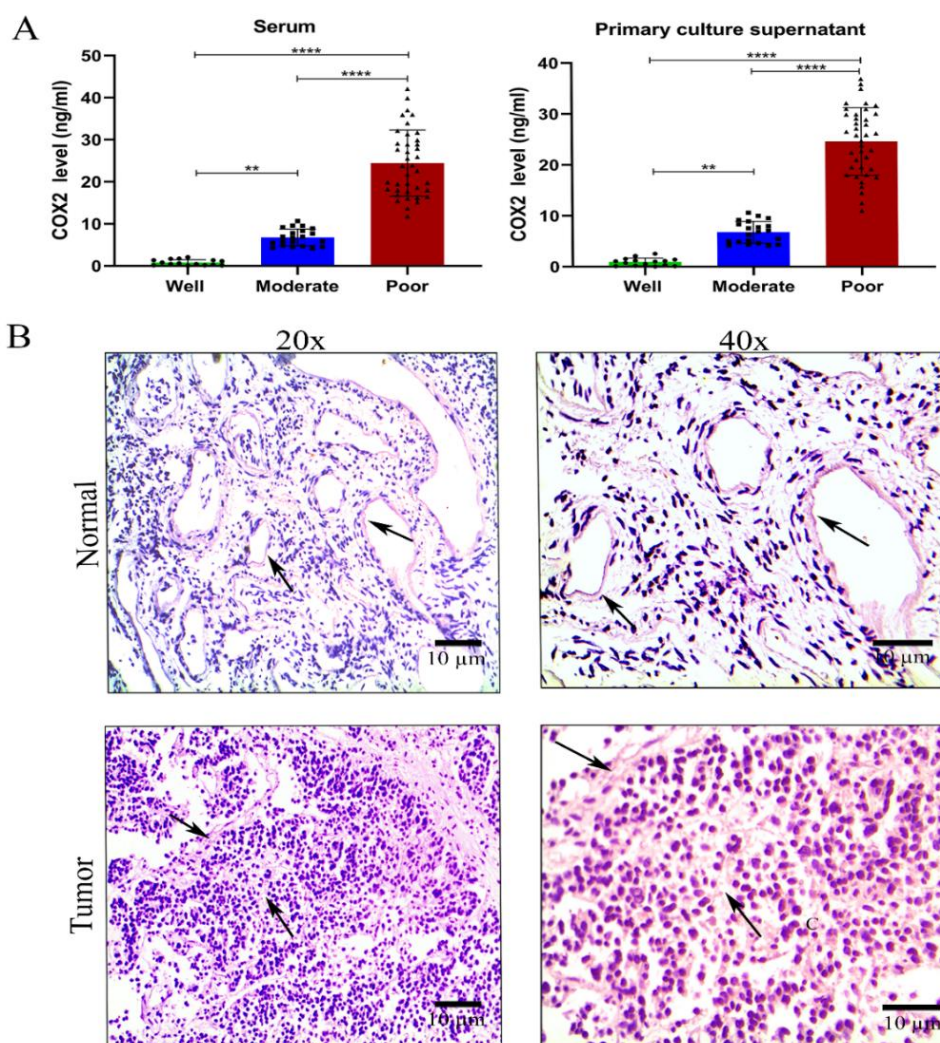 A
Serum
COX2 level (ng/ml)
50
40
30
20
10
0
****
****
**
Well Moderate Poor
Primary culture supernatant
COX2 level (ng/ml)
40
30
20
10
0
****
****
**
Well Moderate Poor
B
20x
40x
Normal
10 µm
10 µm
Tumor
10 µm
C
10 µm